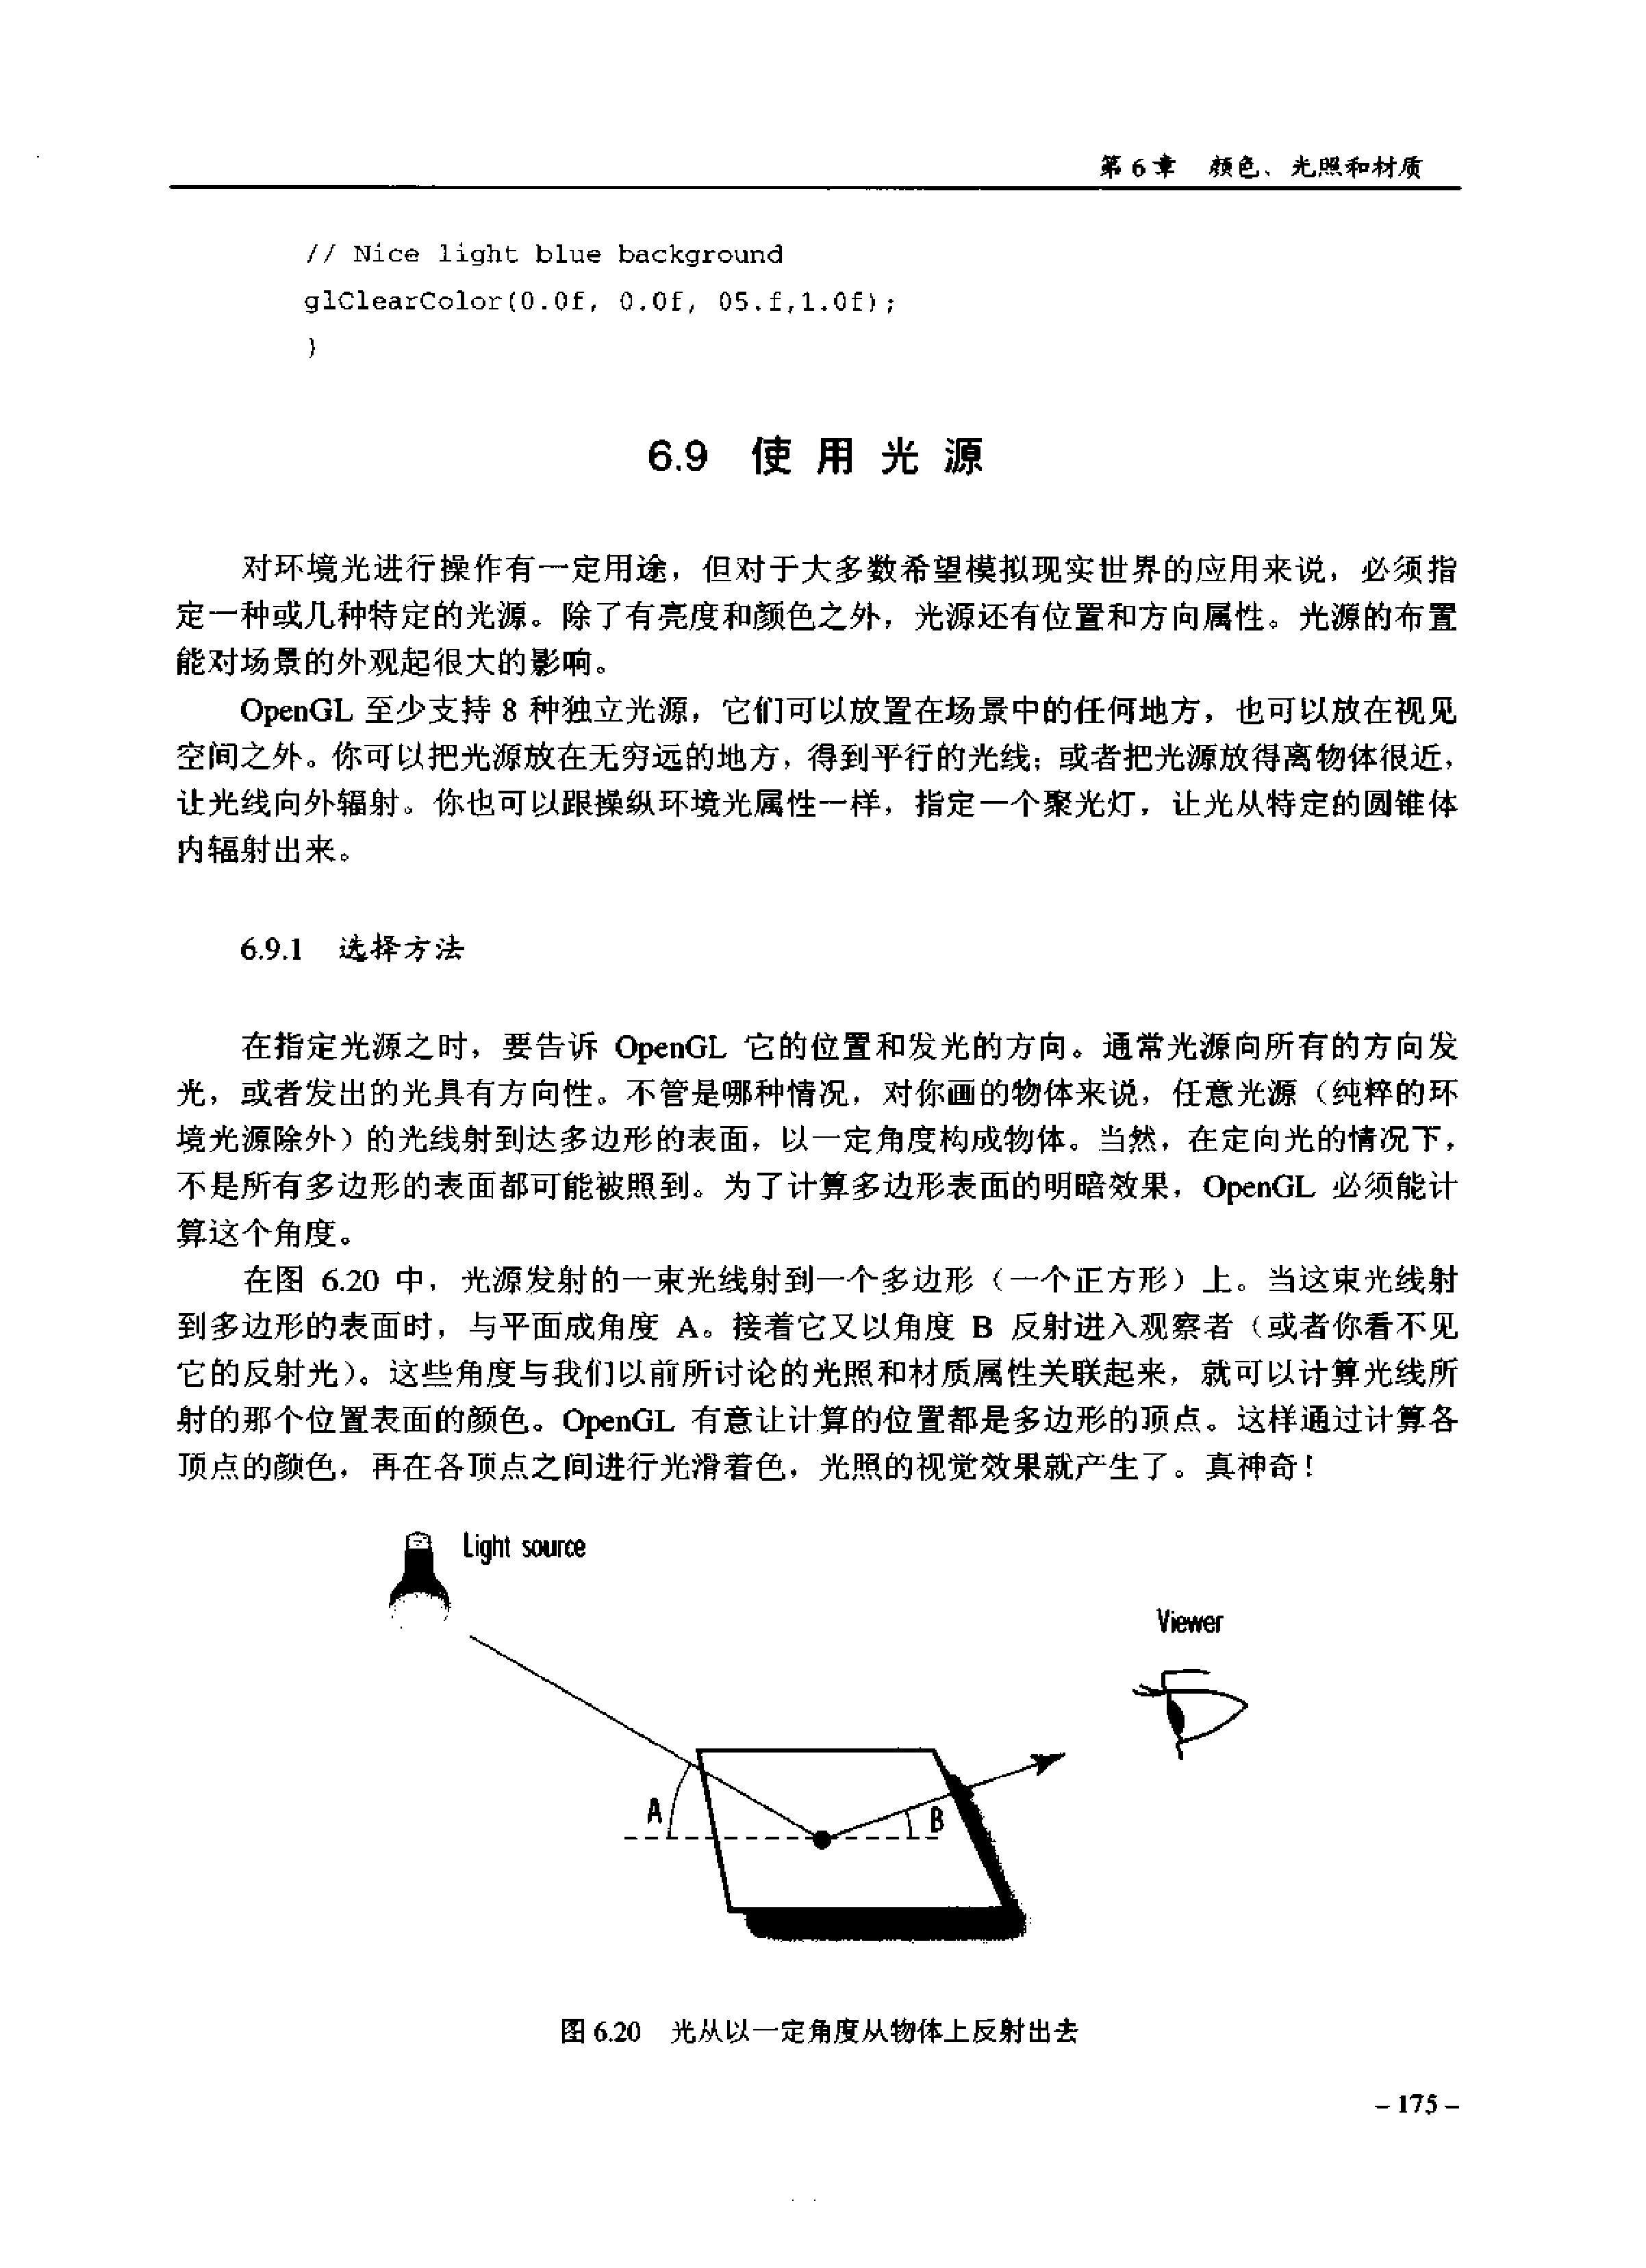 第 6 章 颜色、光照和材质
// Nice light blue background
glClearColor(0.0f, 0.0f, 05.f,1.0f);
}
6.9 使 用 光 源
对环境光进行操作有一定用途，但对于大多数希望模拟现实世界的应用来说，必须指
定一种或几种特定的光源。除了有亮度和颜色之外，光源还有位置和方向属性。光源的布置
能对场景的外观起很大的影响。
OpenGL 至少支持 8 种独立光源，它们可以放置在场景中的任何地方，也可以放在视见
空间之外。你可以把光源放在无穷远的地方，得到平行的光线；或者把光源放得离物体很近，
让光线向外辐射。你也可以跟操纵环境光属性一样，指定一个聚光灯，让光从特定的圆锥体
内辐射出来。
6.9.1 选择方法
在指定光源之时，要告诉 OpenGL 它的位置和发光的方向。通常光源向所有的方向发
光，或者发出的光具有方向性。不管是哪种情况，对你画的物体来说，任意光源（纯粹的环
境光源除外）的光线射到达多边形的表面，以一定角度构成物体。当然，在定向光的情况下，
不是所有多边形的表面都可能被照到。为了计算多边形表面的明暗效果，OpenGL 必须能计
算这个角度。
在图 6.20 中，光源发射的一束光线射到一个多边形（一个正方形）上。当这束光线射
到多边形的表面时，与平面成角度 A。接着它又以角度 B 反射进入观察者（或者你看不见
它的反射光）。这些角度与我们以前所讨论的光照和材质属性关联起来，就可以计算光线所
射的那个位置表面的颜色。OpenGL 有意让计算的位置都是多边形的顶点。这样通过计算各
顶点的颜色，再在各顶点之间进行光滑着色，光照的视觉效果就产生了。真神奇！
Light source
Viewer
A
B
图 6.20 光从以一定角度从物体上反射出去
– 175 –